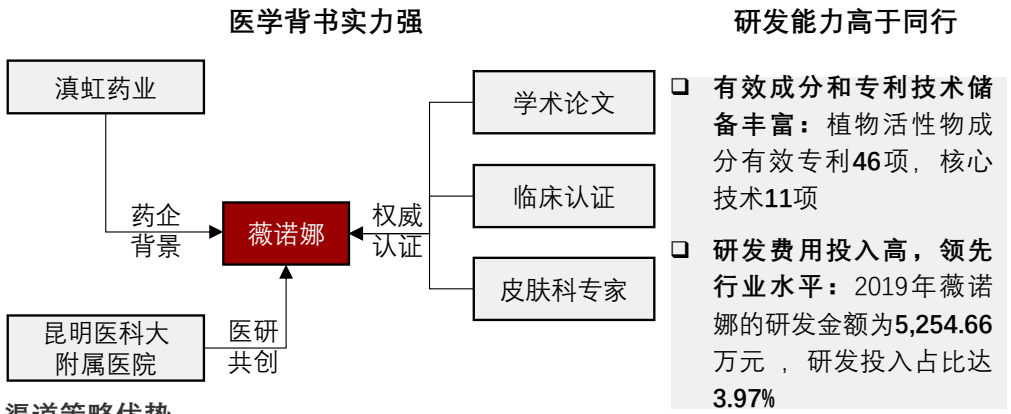 医学背书实力强
滇虹药业
药企
背景
薇诺娜
昆明医科大
附属医院
医研
共创
权威
认证
学术论文
临床认证
皮肤科专家
研发能力高于同行
有效成分和专利技术储
备丰富：植物活性物成
分有效专利46项，核心
技术11项
研发费用投入高，领先
行业水平：2019年薇诺
娜的研发金额为5,254.66
万元，研发投入占比达
3.97%
渠道策略优势